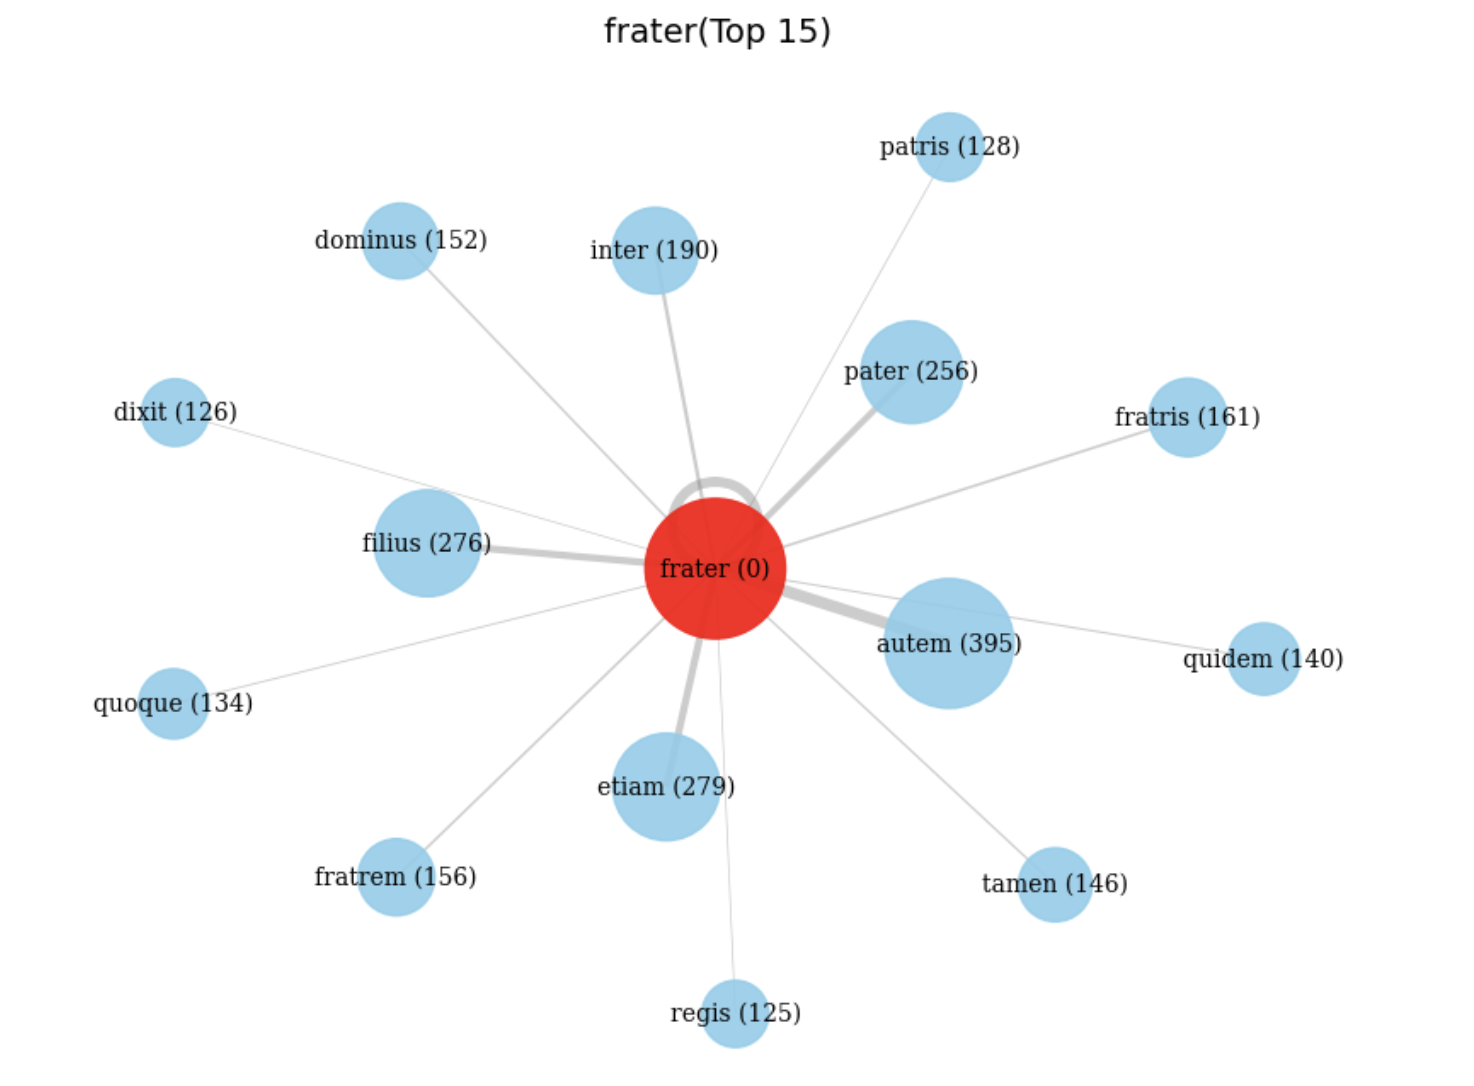 frater(Top 15)
patris (128)
dominus (152)
inter (190)
pater (256)
dixit (126)
fratris (161)
filius (276)
frater (0)
autem (395)
quidem (140)
quoque (134)
etiam (279)
fratrem (156)
tamen (146)
regis (125)